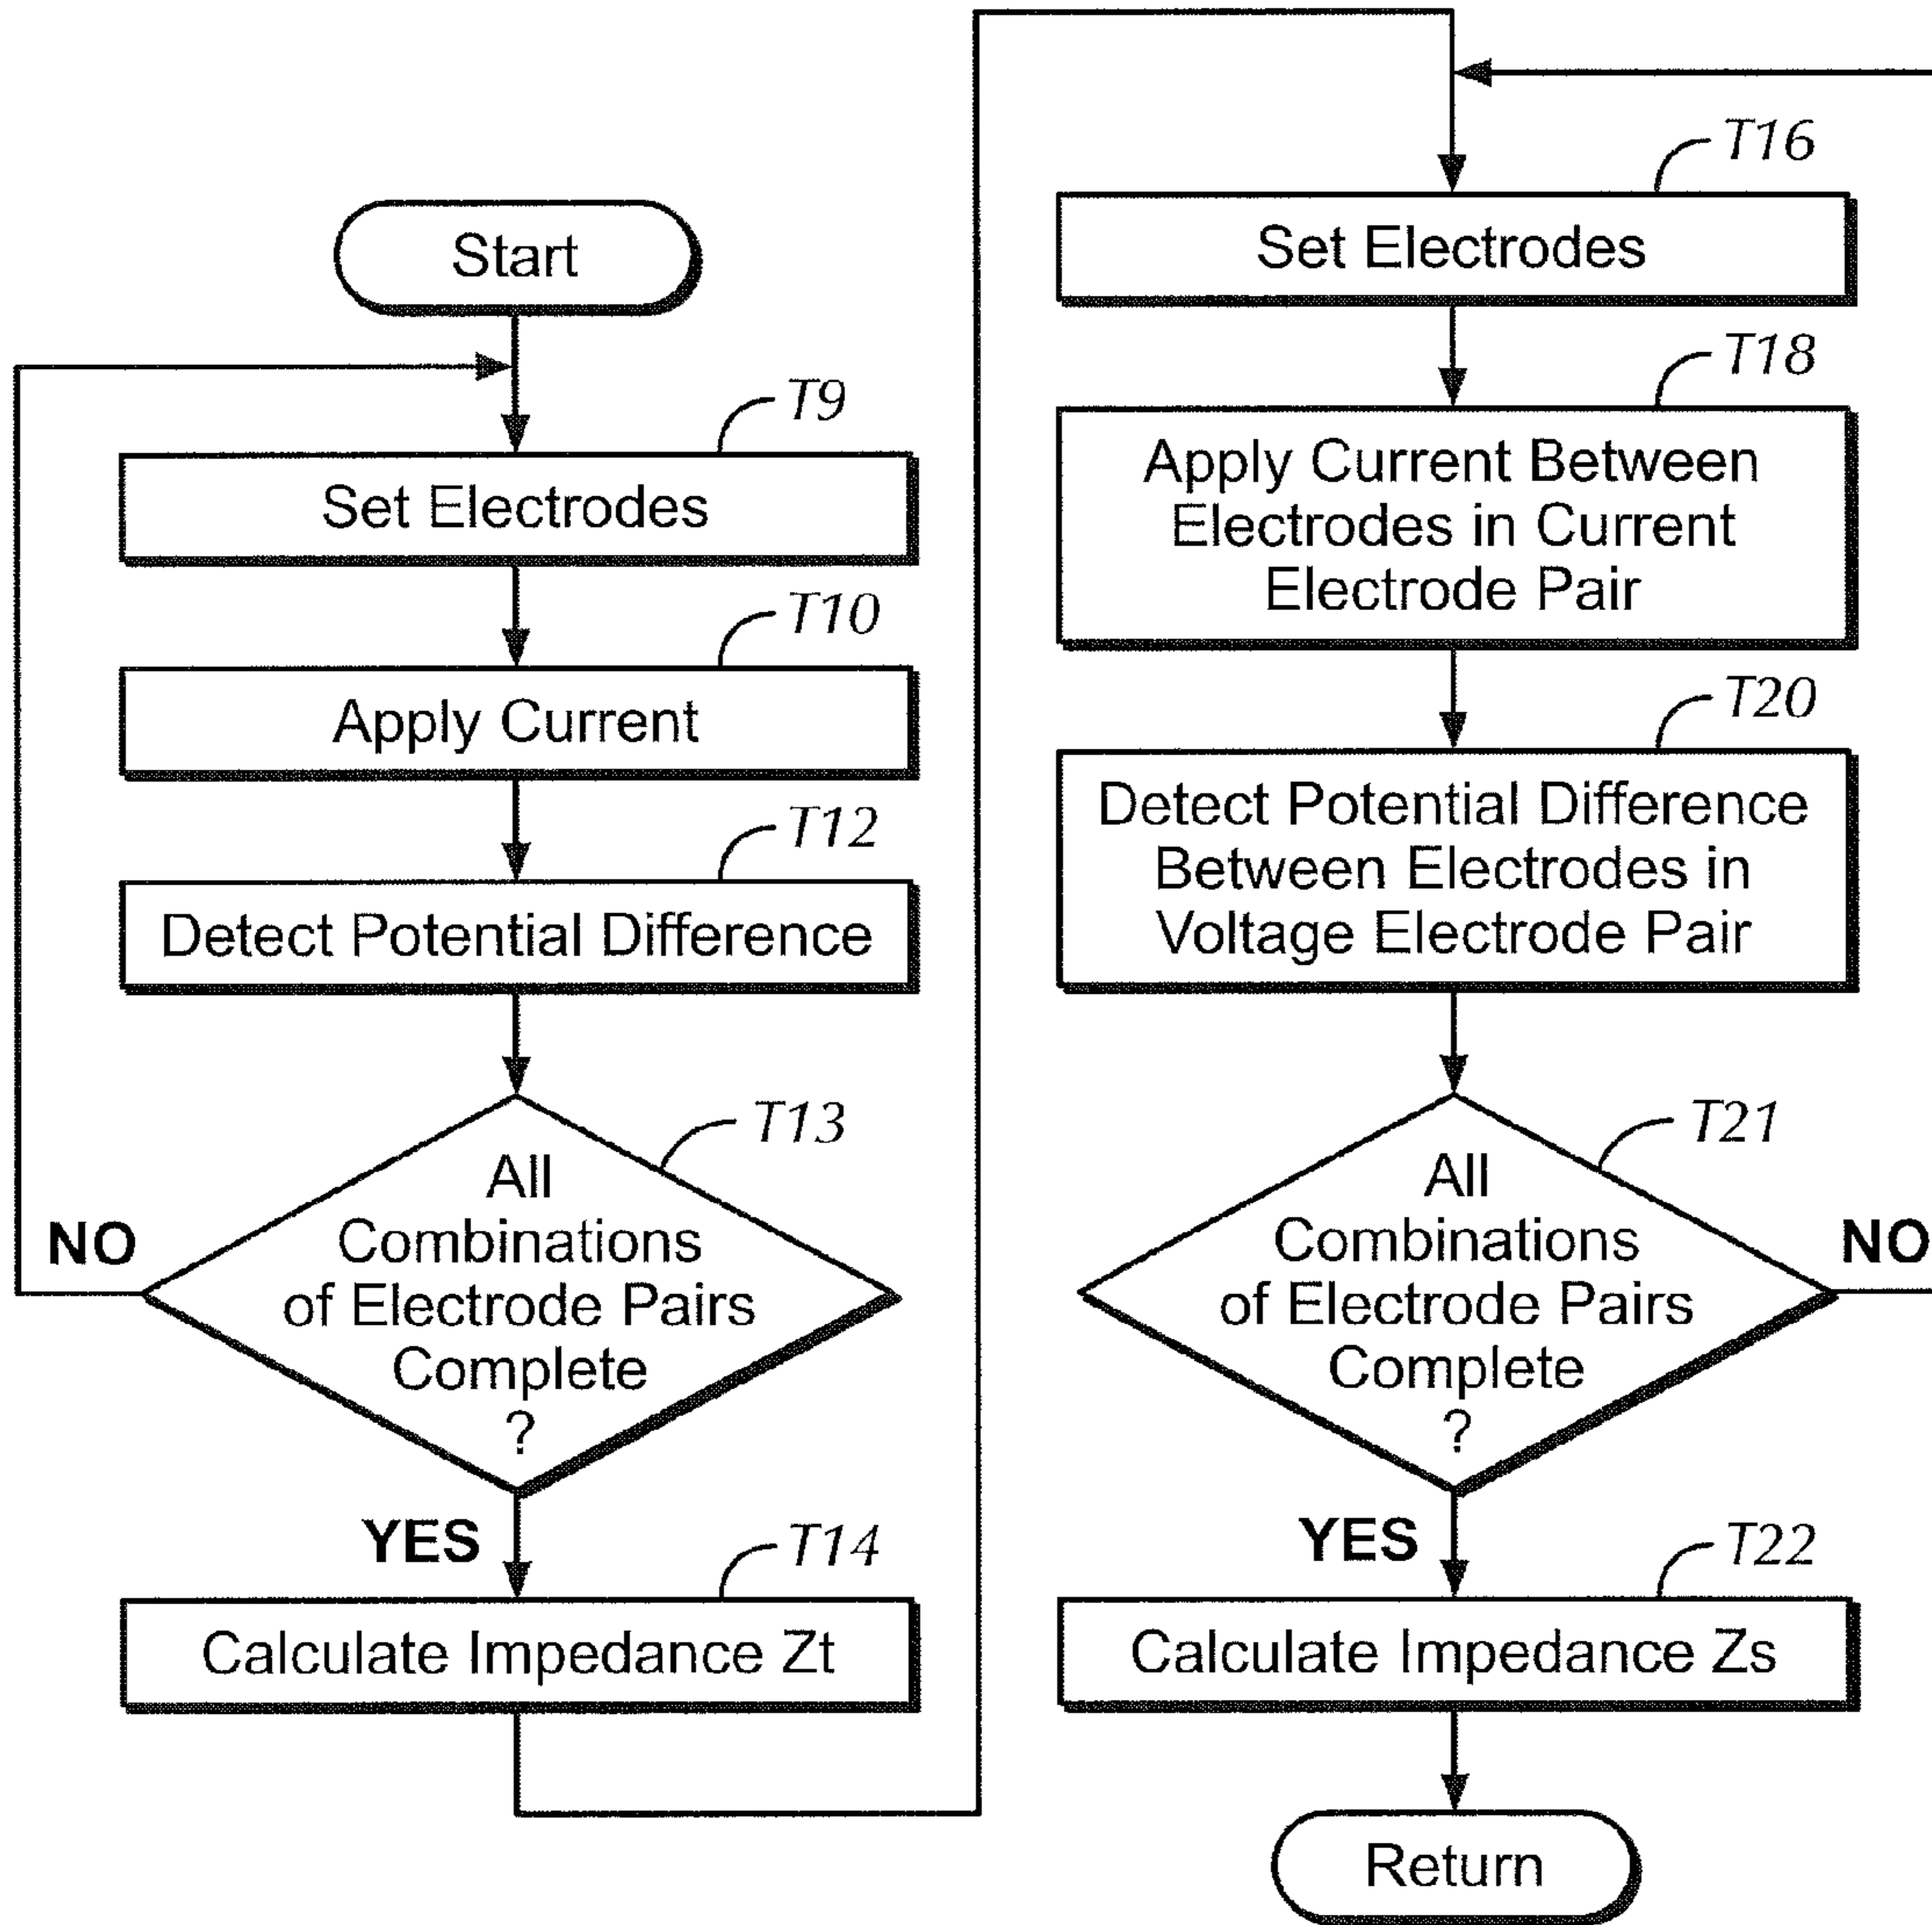 Start
T9
Set Electrodes
T10
Apply Current
T12
Detect Potential Difference
T13
All
Combinations
of Electrode Pairs
Complete
?
NO
YES
T14
Calculate Impedance Zt
T16
Set Electrodes
T18
Apply Current Between
Electrodes in Current
Electrode Pair
T20
Detect Potential Difference
Between Electrodes in
Voltage Electrode Pair
T21
All
Combinations
of Electrode Pairs
Complete
?
NO
YES
T22
Calculate Impedance Zs
Return